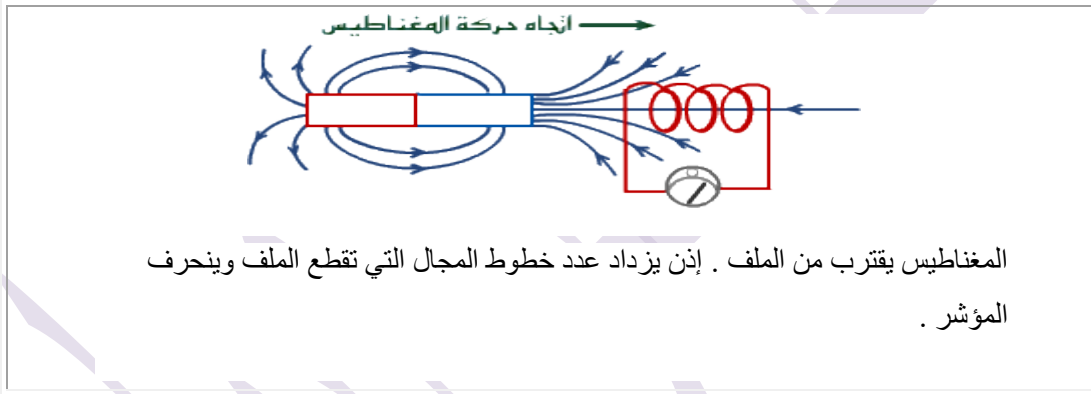 اتجاه حركة المغناطيس
المغناطيس يقترب من الملف . إذن يزداد عدد خطوط المجال التي تقطع الملف وينحرف
المؤشر .